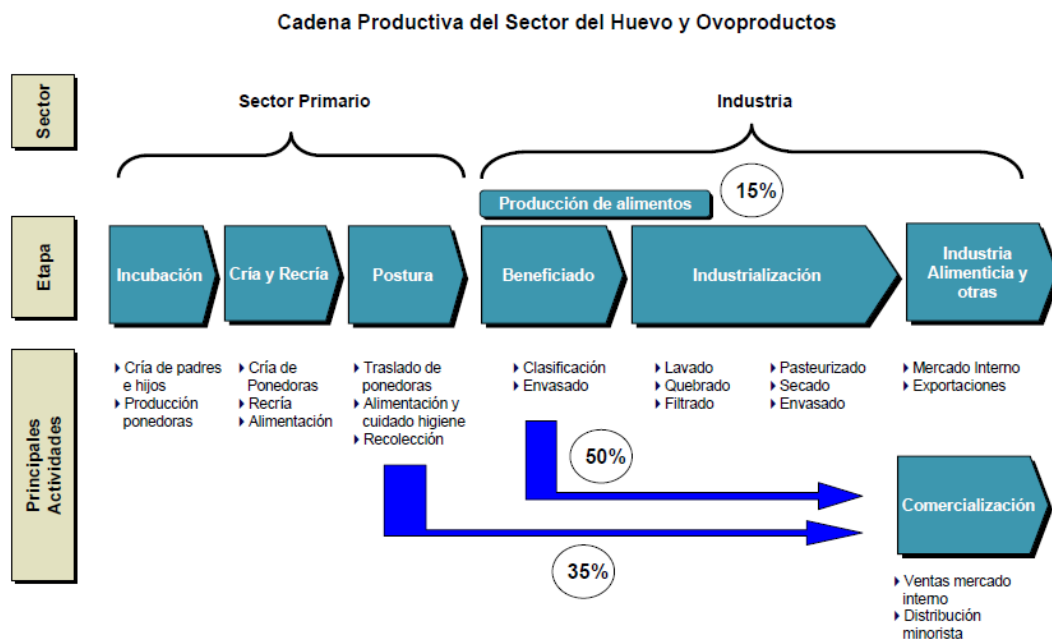 Cadena Productiva del Sector del Huevo y Ovoproductos
Sector
Sector Primario
Industria
Producción de alimentos
15%
Etapa
Incubación
Cría y Recría
Postura
Beneficiado
Industrialización
Industria
Alimenticia y
otras
Principales
Actividades
Cría de padres
e hijos
Producción
ponedoras
Cría de
Ponedoras
Recría
Alimentación
Traslado de
ponedoras
Alimentación y
cuidado higiene
Recolección
Clasificación
Envasado
Lavado
Quebrado
Filtrado
Pasteurizado
Secado
Envasado
Mercado Interno
Exportaciones
50%
35%
Comercialización
Ventas mercado
interno
Distribución
minorista